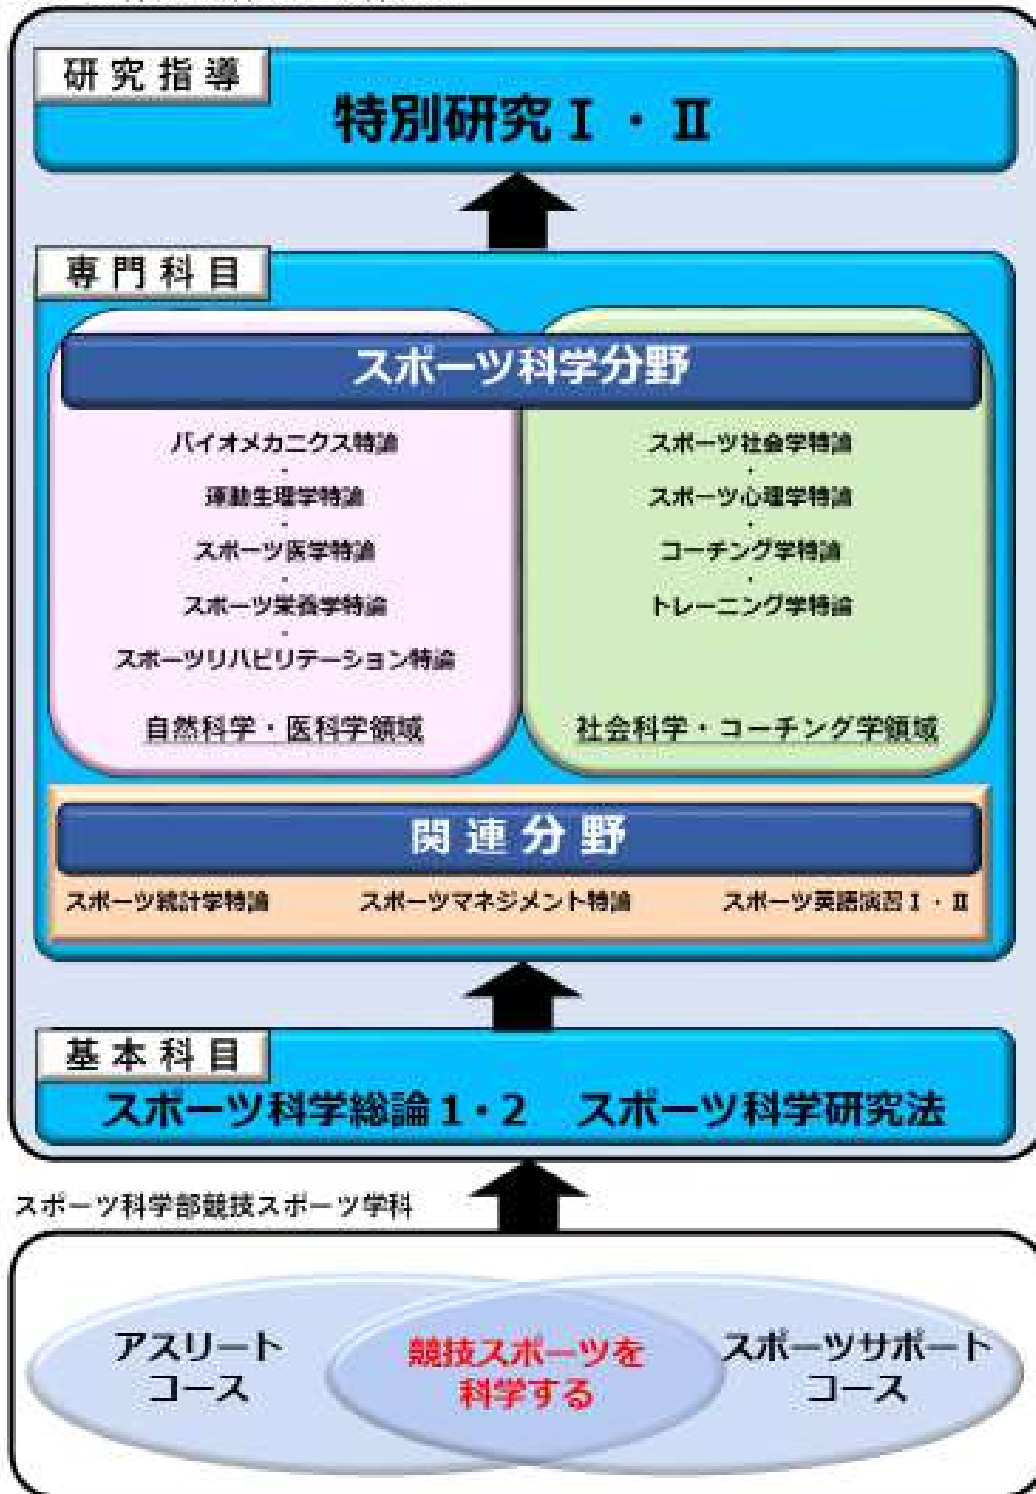 研究指導
特別研究Ⅰ・Ⅱ
専門科目
スポーツ科学分野
バイオメカニクス特論
・
運動生理学特論
・
スポーツ医学特論
・
スポーツ栄養学特論
・
スポーツリハビリテーション特論
自然科学・医科学領域
スポーツ社会学特論
・
スポーツ心理学特論
・
コーチング学特論
・
トレーニング学特論
社会科学・コーチング学領域
関連分野
スポーツ統計学特論 スポーツマネジメント特論 スポーツ英語演習Ⅰ・Ⅱ
基本科目
スポーツ科学総論1・2 スポーツ科学研究法
スポーツ科学部競技スポーツ学科
アスリート
コース
競技スポーツを
科学する
スポーツサポート
コース